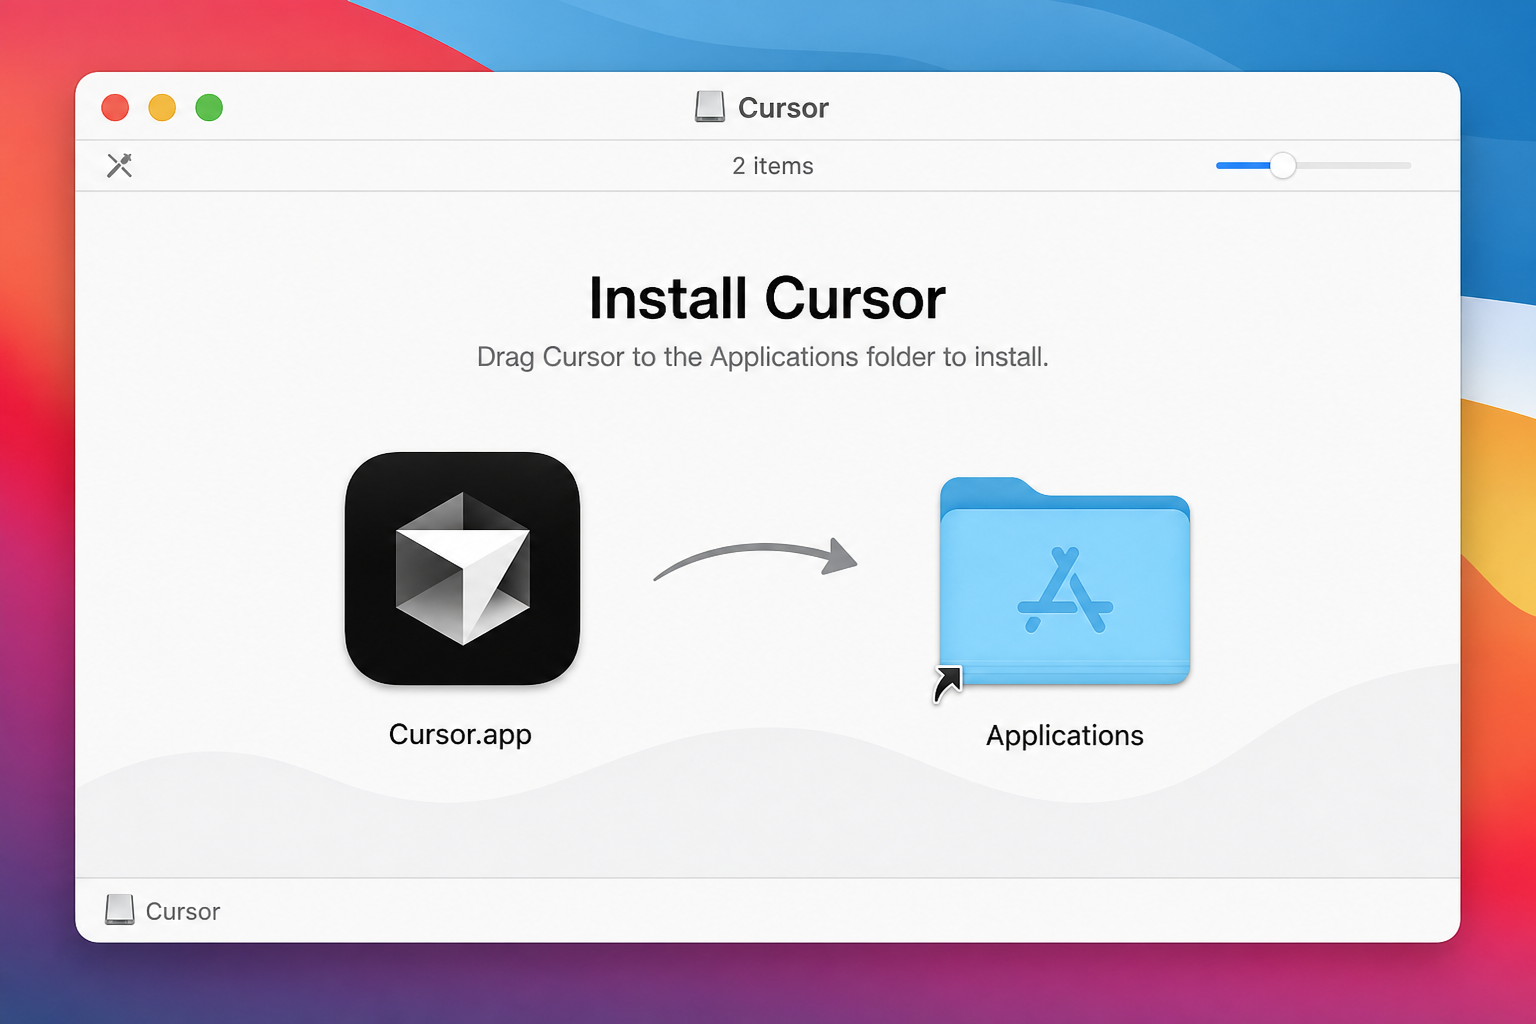 Cursor
2 items
Install Cursor
Drag Cursor to the Applications folder to install.
Cursor.app
Applications
Cursor